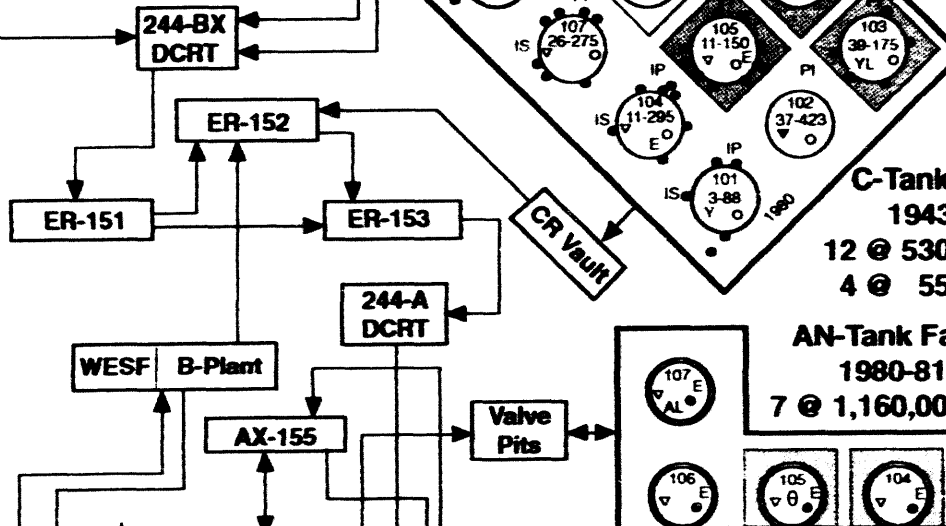 244-BX
DCRT
ER-152
ER-151
ER-153
244-A
DCRT
WESF B-Plant
AX-155
Valve
Pits
CR Vault
107
26-275
IS
105
11-150
E
103
39-175
YL
IP
104
11-295
IS
E
PI
102
37-423
IP
101
3-88
IS
Y
1980
C-Tank
1943
12 @ 530
4 @ 55
AN-Tank Fa
1980-81
7 @ 1,160,00
107
E
AL
106
E
105
E
θ
104
E